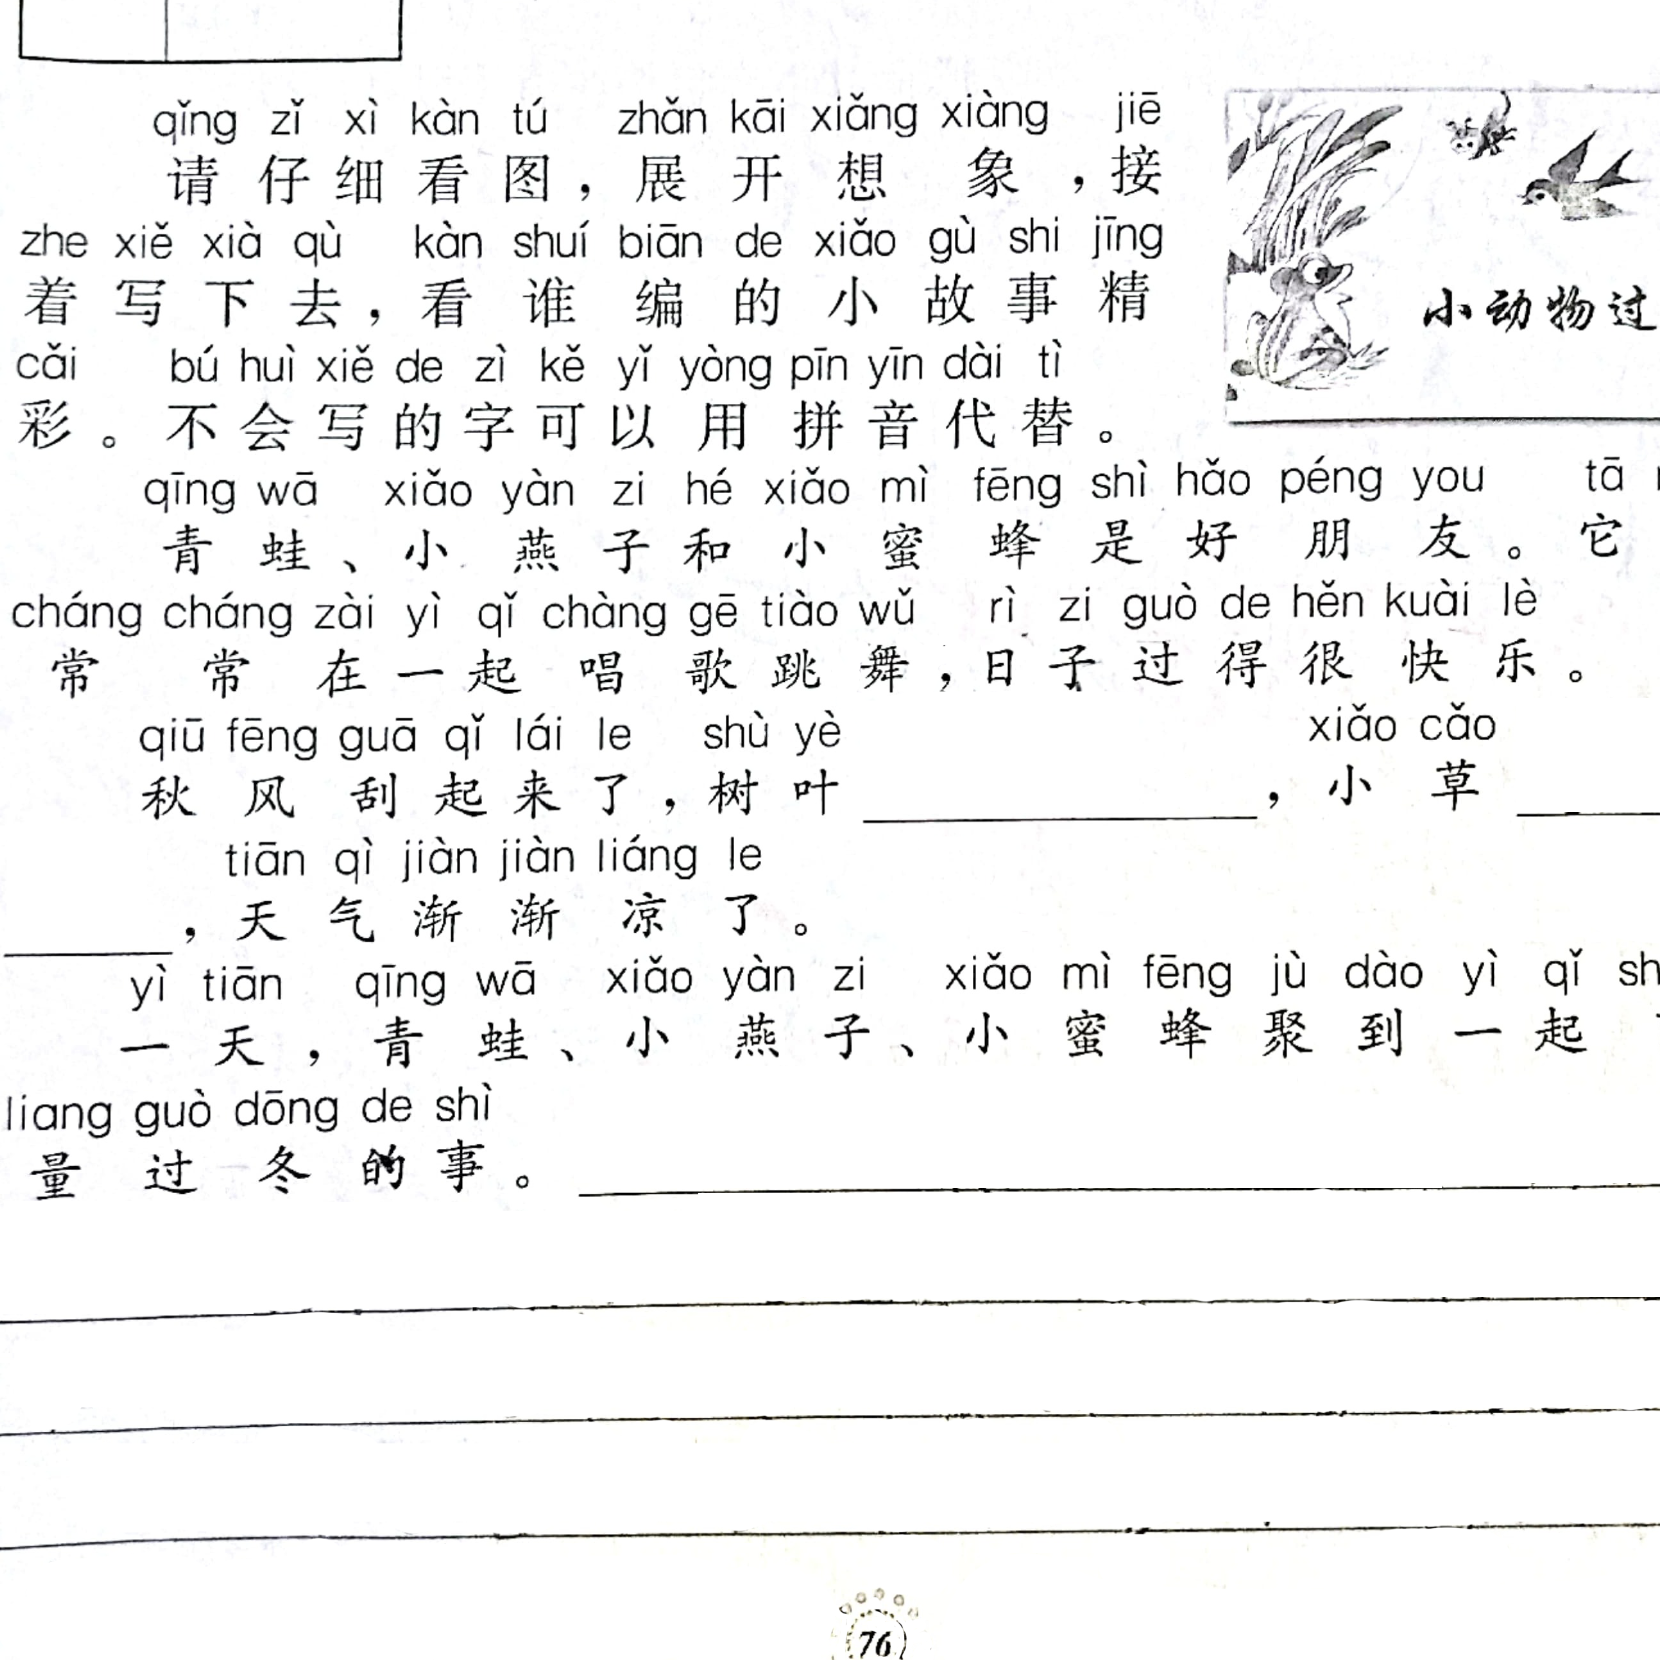 qǐng zǐ xì kàn tú zhǎn kāi xiǎng xiàng jiē
请仔细看图，展开想象，接
zhe xiě xià qù kàn shuí biān de xiǎo gù shi jīng
着写下去，看谁编的小故事精
小动物过
cǎi bú huì xiě de zì kě yǐ yòng pīn yīn dài tì
彩。不会写的字可以用拼音代替。
qīng wā xiǎo yàn zi hé xiǎo mì fēng shì hǎo péng you tā
青蛙、小燕子和小蜜蜂是好朋友。它
cháng cháng zài yì qǐ chàng gē tiào wǔ rì zi guò de hěn kuài lè
常常在一起唱歌跳舞，日子过得很快乐。
qiū fēng guā qǐ lái le shù yè xiǎo cǎo
秋风刮起来了，树叶，小草
tiān qì jiàn jiàn liáng le
，天气渐渐凉了。
yì tiān qīng wā xiǎo yàn zi xiǎo mì fēng jù dào yì qǐ sh
一天，青蛙、小燕子、小蜜蜂聚到一起
liang guò dōng de shì
量过冬的事。
76